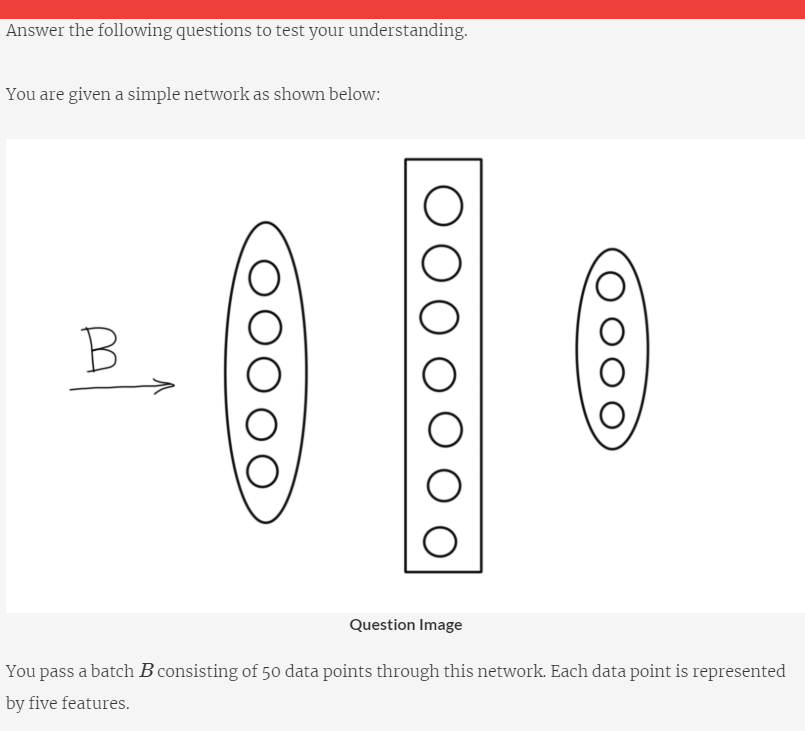 Answer the following questions to test your understanding.
You are given a simple network as shown below:
B
Question Image
You pass a batch B consisting of 50 data points through this network. Each data point is represented
by five features.